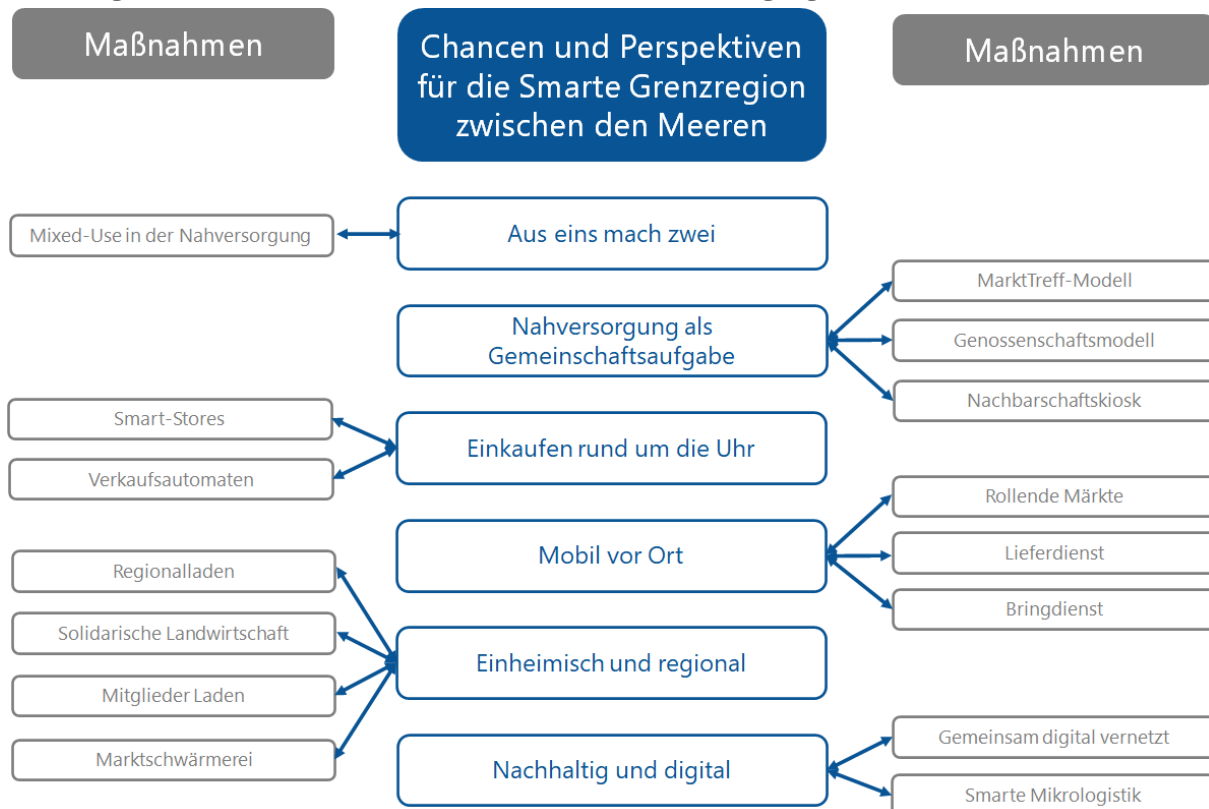 Maßnahmen
Chancen und Perspektiven
für die Smarte Grenzregion
zwischen den Meeren
Maßnahmen
Mixed-Use in der Nahversorgung
Aus eins mach zwei
MarktTreff-Modell
Nahversorgung als
Gemeinschaftsaufgabe
Genossenschaftsmodell
Nachbarschaftskiosk
Smart-Stores
Einkaufen rund um die Uhr
Verkaufsautomaten
Rollende Märkte
Mobil vor Ort
Lieferdienst
Bringdienst
Regionalladen
Solidarische Landwirtschaft
Einheimisch und regional
Mitglieder Laden
Marktschwärmerei
Gemeinsam digital vernetzt
Nachhaltig und digital
Smarte Mikrologistik